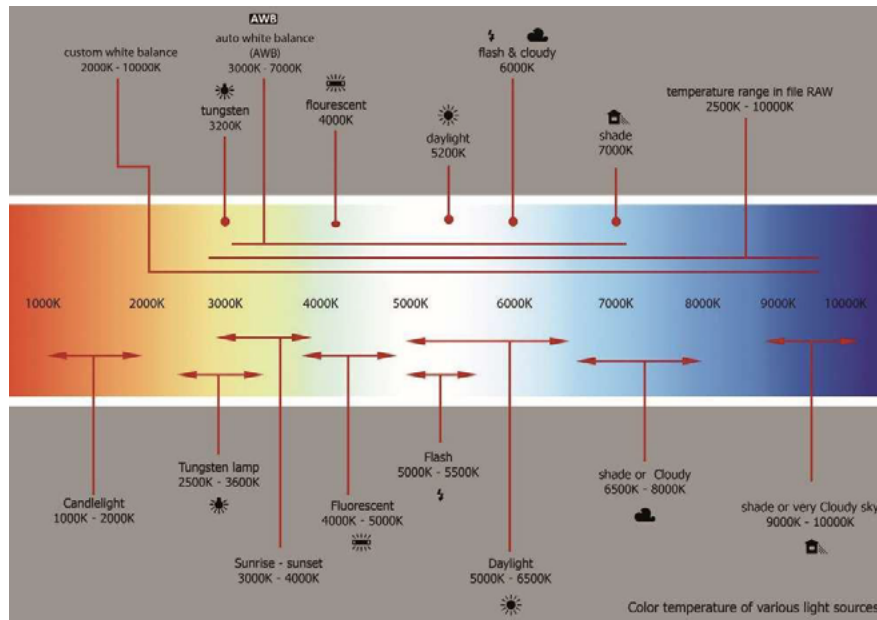 AWB
custom white balance
2000K - 10000K
auto white balance
(AWB)
3000K - 7000K
tungsten
3200K
flourescent
4000K
daylight
5200K
flash & cloudy
6000K
shade
7000K
temperature range in file RAW
2500K - 10000K
1000K 2000K 3000K 4000K 5000K 6000K 7000K 8000K 9000K 10000K
Candlelight
1000K - 2000K
Tungsten lamp
2500K - 3600K
Sunrise - sunset
3000K - 4000K
Fluorescent
4000K - 5000K
Flash
5000K - 5500K
Daylight
5000K - 6500K
shade or Cloudy
6500K - 8000K
shade or very Cloudy sky
9000K - 10000K
Color temperature of various light sources